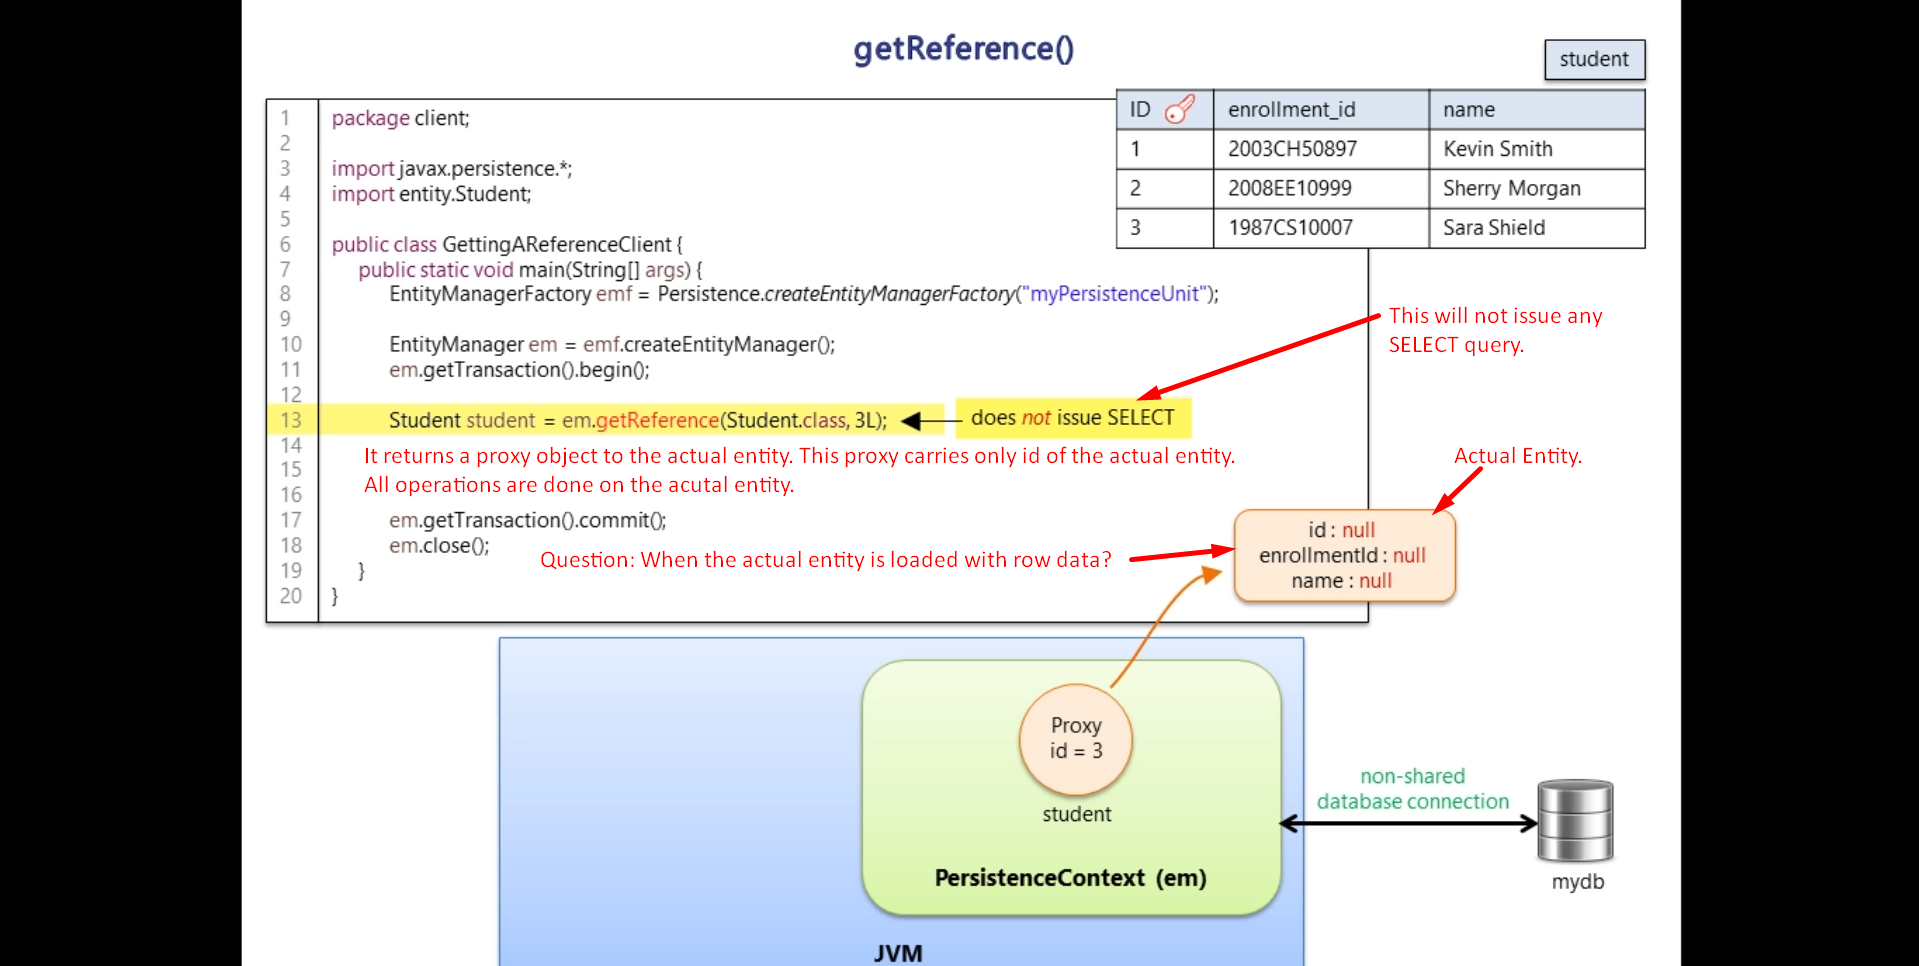 getReference()
student
ID enrollment_id name
1 2003CH50897 Kevin Smith
2 2008EE10999 Sherry Morgan
3 1987CS10007 Sara Shield
1 package client;
2
3 import javax.persistence.*;
4 import entity.Student;
5
6 public class GettingAReferenceClient {
7 public static void main(String[] args) {
8 EntityManagerFactory emf = Persistence.createEntityManagerFactory("myPersistenceUnit");
9
This will not issue any
SELECT query.
10 EntityManager em = emf.createEntityManager();
11 em.getTransaction().begin();
12
13 Student student = em.getReference(Student.class, 3L); does not issue SELECT
14
It returns a proxy object to the actual entity. This proxy carries only id of the actual entity.
Actual Entity.
15
All operations are done on the acutal entity.
16
17 em.getTransaction().commit();
18 em.close();
Question: When the actual entity is loaded with row data?
19 }
20 }
id : null
enrollmentId : null
name : null
Proxy
id = 3
student
PersistenceContext (em)
JVM
non-shared
database connection
mydb